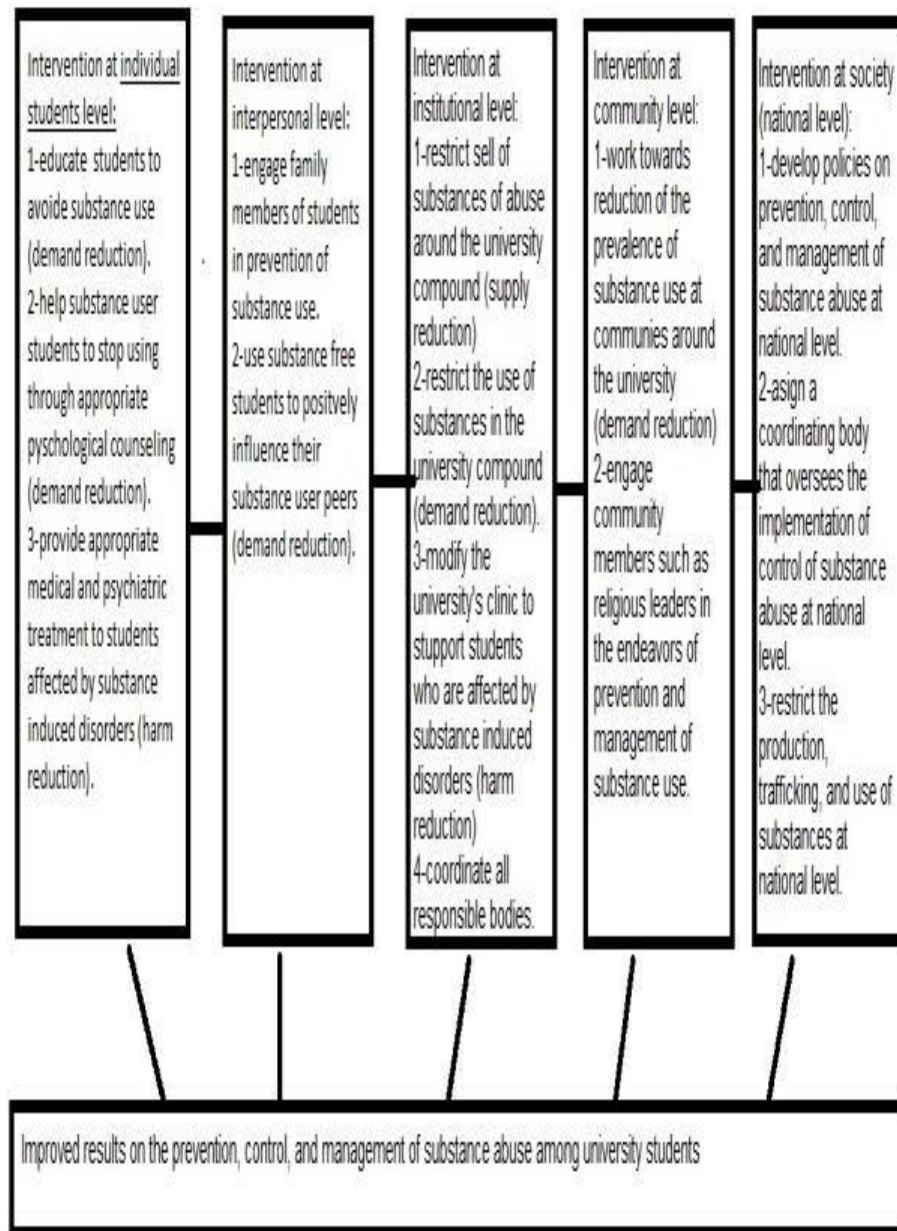 Intervention at individual
students level:
1-educate students to
avoide substance use
(demand reduction).
2-help substance user
students to stop using
through appropriate
pyschological counseling
(demand reduction).
3-provide appropriate
medical and psychiatric
treatment to students
affected by substance
induced disorders (harm
reduction).
Intervention at
interpersonal level:
1-engage family
members of students
in prevention of
substance use.
2-use substance free
students to positvely
influence their
substance user peers
(demand reduction).
Intervention at
institutional level:
1-restrict sell of
substances of abuse
around the university
compound (supply
reduction)
2-restrict the use of
substances in the
university compound
(demand reduction).
3-modify the
university's clinic to
stupport students
who are affected by
substance induced
disorders (harm
reduction)
4-coordinate all
responsible bodies.
Intervention at
community level:
1-work towards
reduction of the
prevalence of
substance use at
communies around
the university
(demand reduction)
2-engage
community
members such as
religious leaders in
the endeavors of
prevention and
management of
substance use.
Intervention at society
(national level):
1-develop policies on
prevention, control,
and management of
substance abuse at
national level.
2-asign a
coordinating body
that oversees the
implementation of
control of substance
abuse at national
level.
3-restrict the
production,
trafficking, and use of
substances at
national level.
Improved results on the prevention, control, and management of substance abuse among university students